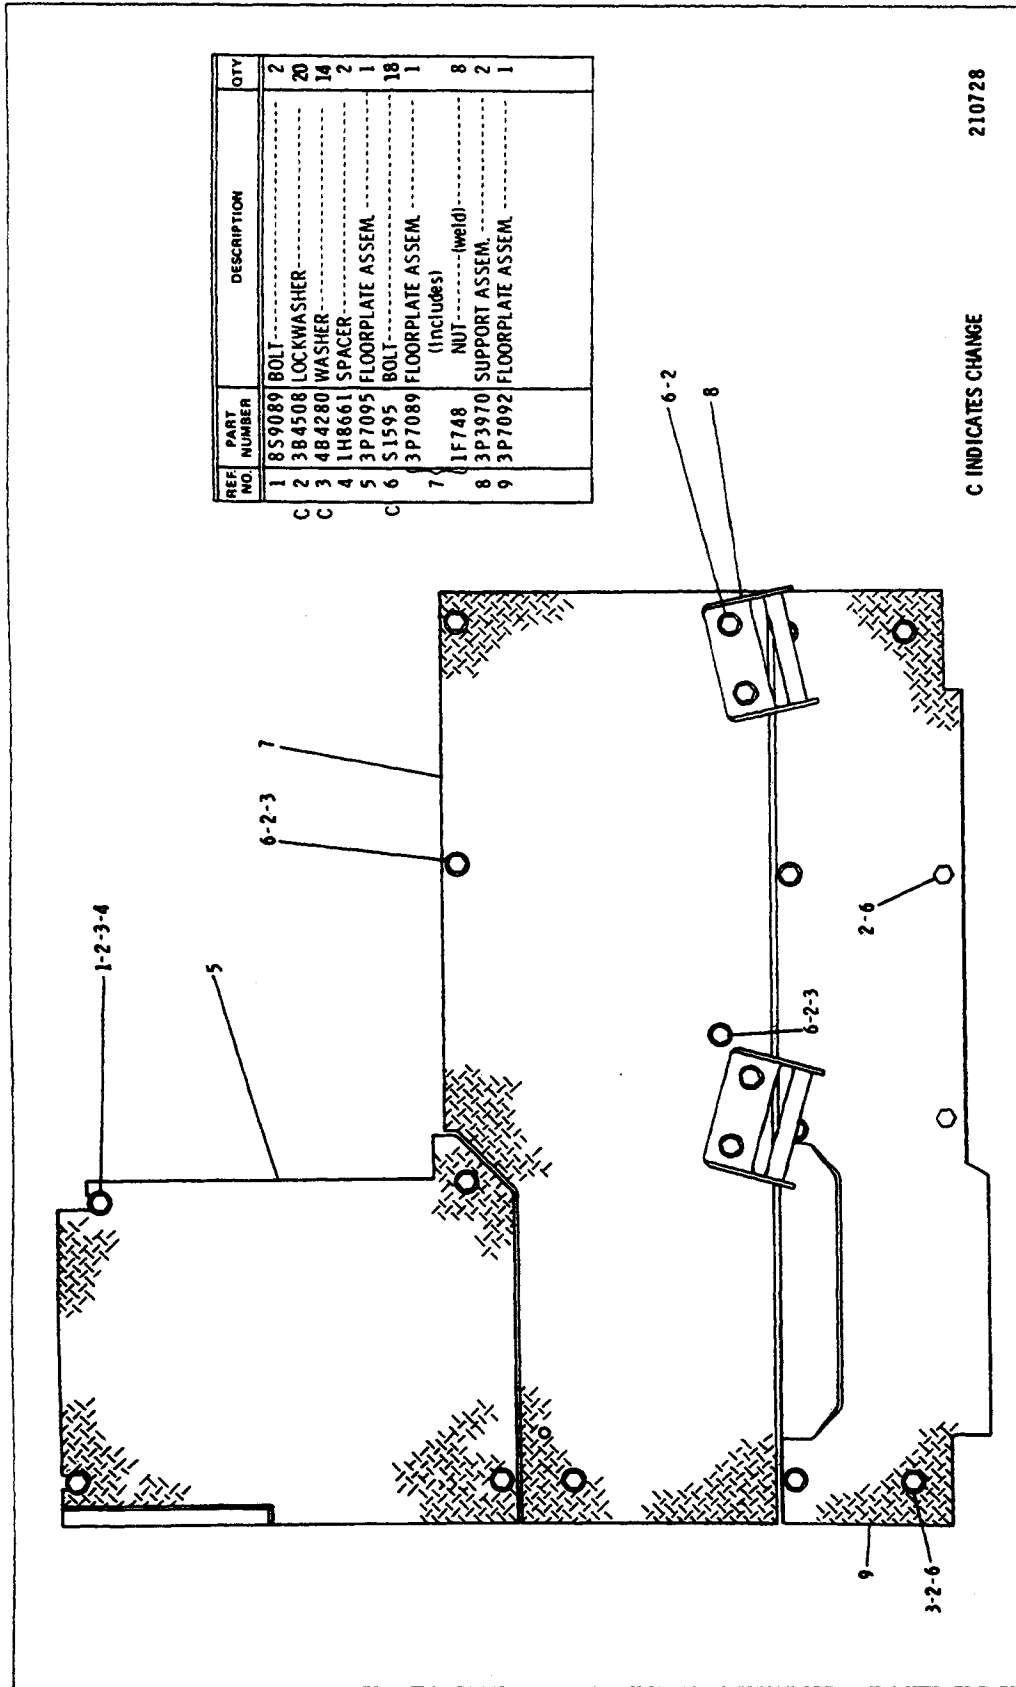 REF. NO. PART NUMBER DESCRIPTION QTY
1 8S9089 BOLT 2
C 2 3B4508 LOCKWASHER 20
C 3 4B4280 WASHER 14
4 1H8661 SPACER 2
5 3P7095 FLOORPLATE ASSEM. 1
C 6 S1595 BOLT 18
3P7089 FLOORPLATE ASSEM. 1
7 (Includes)
1F748 NUT (weld) 8
8 3P3970 SUPPORT ASSEM. 2
9 3P7092 FLOORPLATE ASSEM. 1
1-2-3-4
5
6-2-3
7
6-2
8
6-2-3
2-6
9
3-2-6
C INDICATES CHANGE
210728